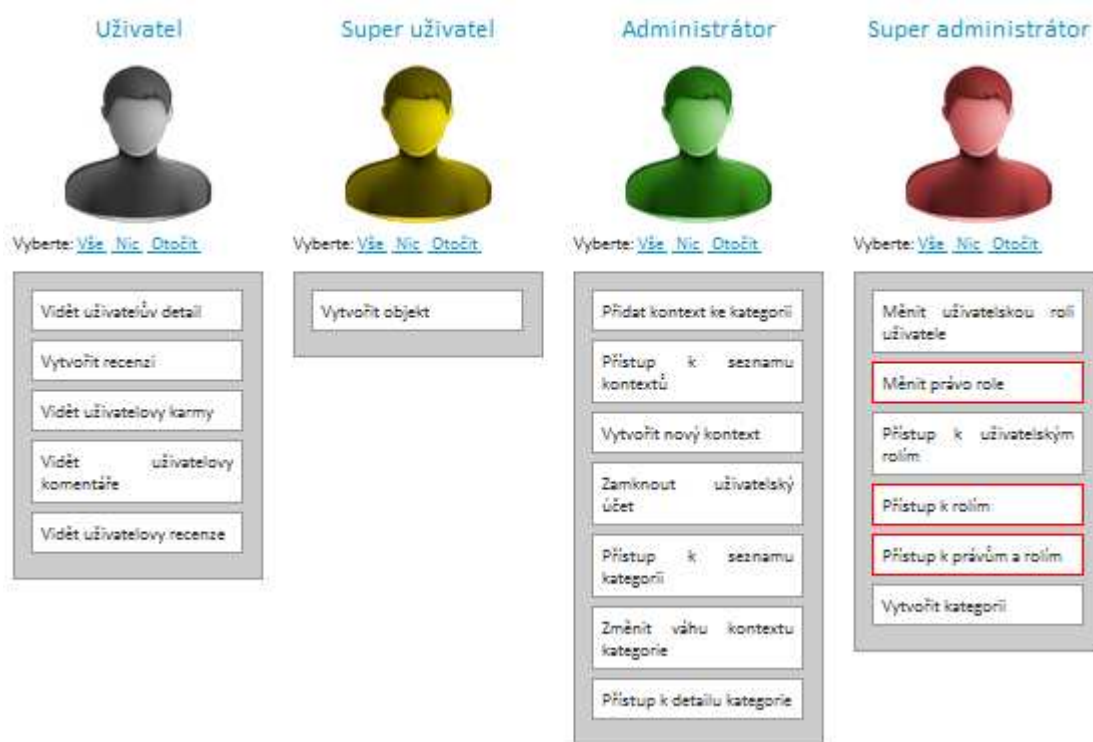 Uživatel
Vyberte: Vše Nic Otočit
Vidět uživatelův detail
Vytvořit recenzi
Vidět uživatelovy karmy
Vidět uživatelovy
komentáře
Vidět uživatelovy recenze
Super uživatel
Vyberte: Vše Nic Otočit
Vytvořit objekt
Administrátor
Vyberte: Vše Nic Otočit
Přidat kontext ke kategorii
Přístup k seznamu
kontextů
Vytvořit nový kontext
Zamknout uživatelský
účet
Přístup k seznamu
kategorii
Změnit váhu kontextu
kategorie
Přístup k detailu kategorie
Super administrátor
Vyberte: Vše Nic Otočit
Měnit uživatelskou roli
uživatele
Měnit právo role
Přístup k uživatelským
rolím
Přístup k rolím
Přístup k právům a rolím
Vytvořit kategorii